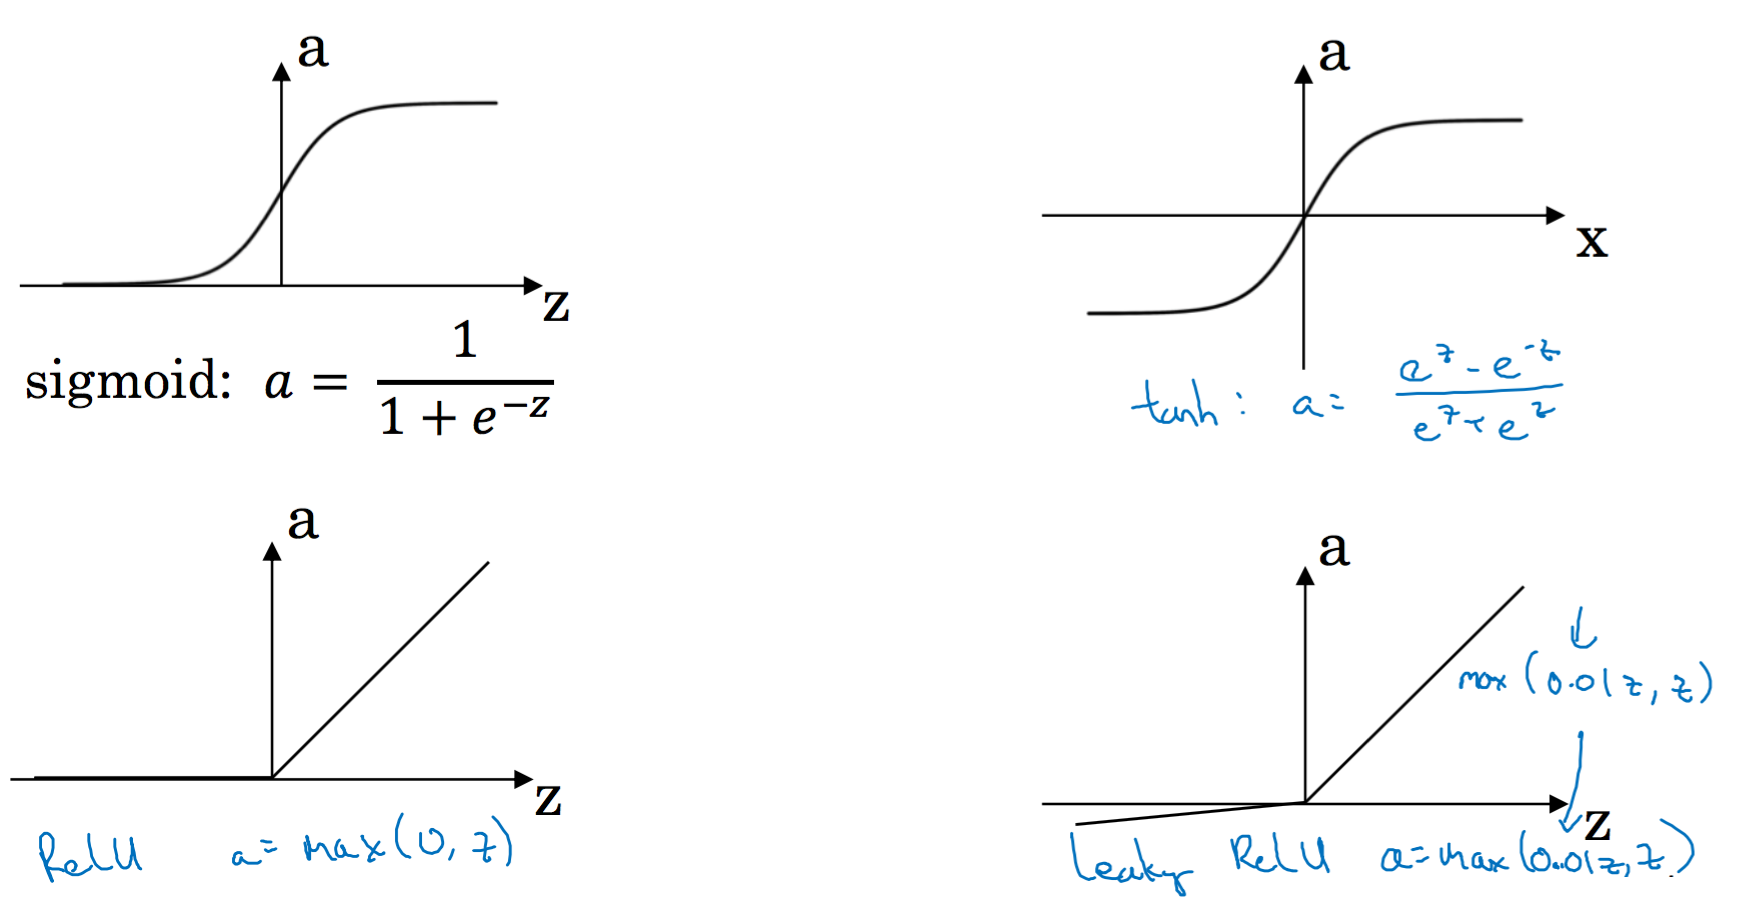 a
z
sigmoid: a = 1 / (1 + e^{-z})
a
x
tanh: a = (e^z - e^{-z}) / (e^z + e^z)
a
z
ReLU a = max(0, z)
a
max(0.01z, z)
z
Leaky ReLU a = max(0.01z, z)